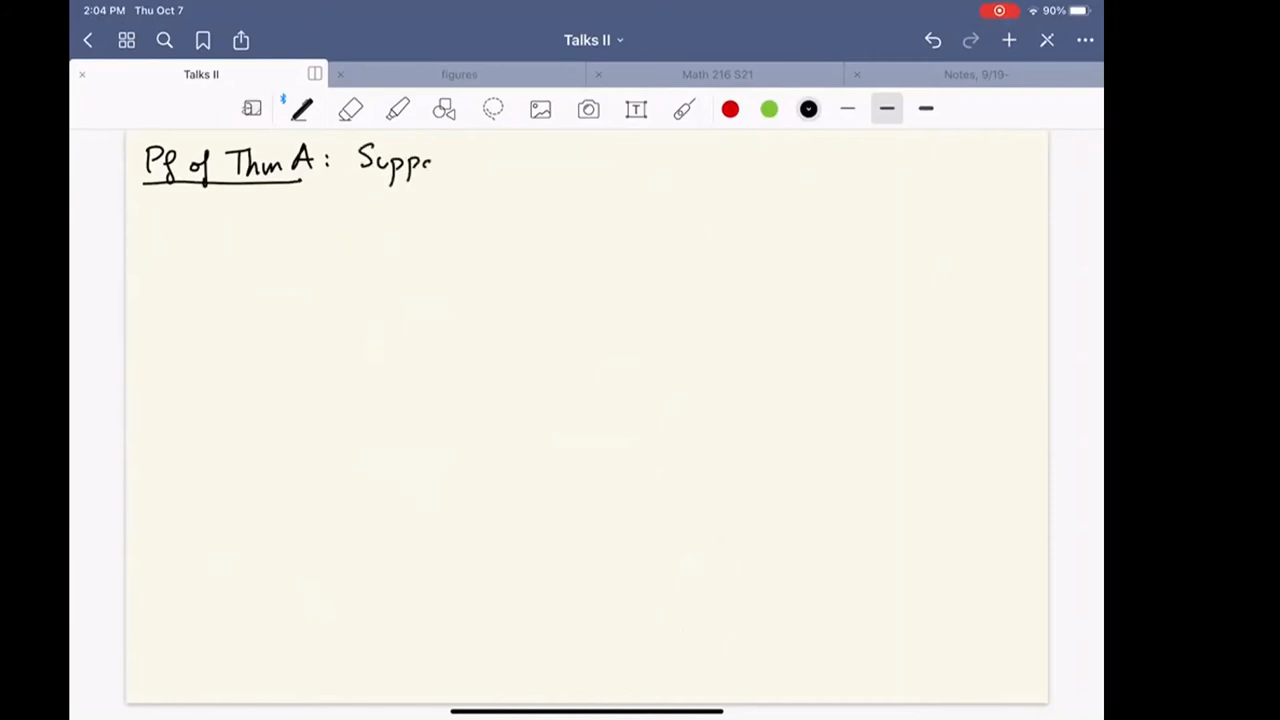 2:04 PM Thu Oct 7
90%
Talks II
Talks II
figures
Math 216 S21
Notes, 9/19-
T
Pf of Thm A: Suppo